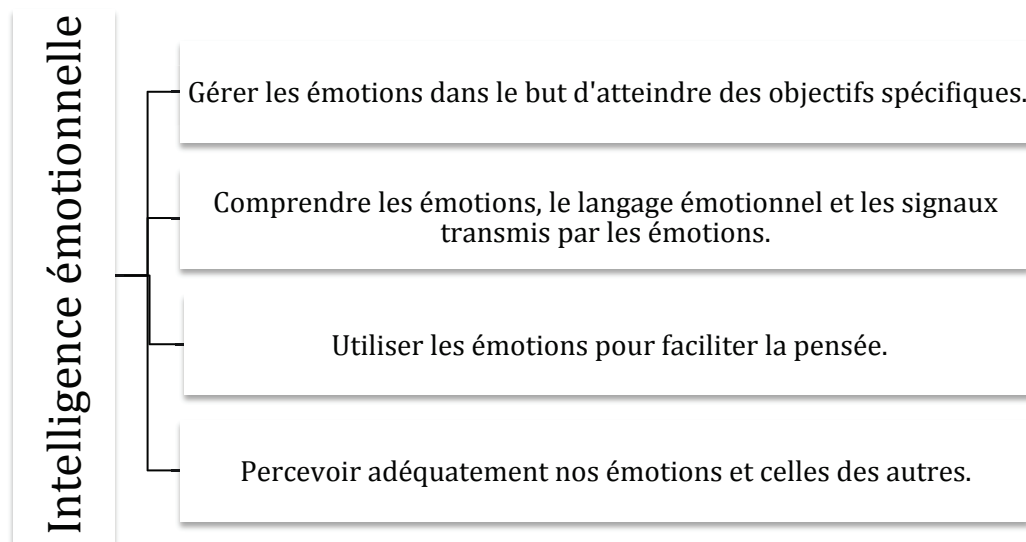 Intelligence émotionnelle
Gérer les émotions dans le but d'atteindre des objectifs spécifiques.
Comprendre les émotions, le langage émotionnel et les signaux
transmis par les émotions.
Utiliser les émotions pour faciliter la pensée.
Percevoir adéquatement nos émotions et celles des autres.